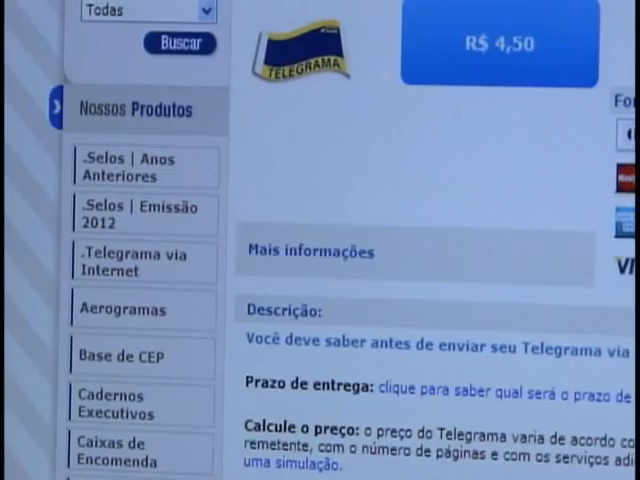 Todas
Buscar
TELEGRAMA
R$ 4,50
Nossos Produtos
.Selos | Anos
Anteriores
.Selos | Emissão
2012
.Telegrama via
Internet
Aerogramas
Base de CEP
Cadernos
Executivos
Caixas de
Encomenda
For
Mais informações
Descrição:
Você deve saber antes de enviar seu Telegrama via
Prazo de entrega: clique para saber qual será o prazo de
Calcule o preço: o preço do Telegrama varia de acordo co
remetente, com o número de páginas e com os serviços adi
uma simulação.